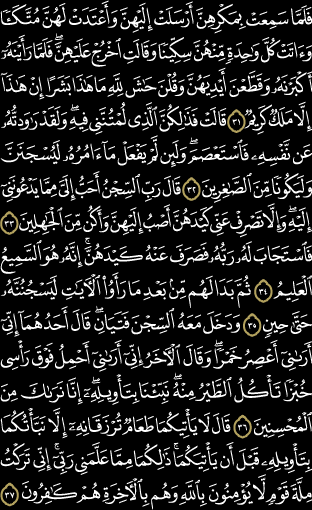 فَلَمَّا سَمِعَتْ بِمَكْرِهِنَّ أَرْسَلَتْ إِلَيْهِنَّ وَأَعْتَدَتْ لَهُنَّ مُتَّكَـًٔا
وَءَاتَتْ كُلَّ وَٰحِدَةٍ مِّنْهُنَّ سِكِّينًا وَقَالَتِ ٱخْرُجْ عَلَيْهِنَّ ۖ فَلَمَّا رَأَيْنَهُۥٓ
أَكْبَرْنَهُۥ وَقَطَّعْنَ أَيْدِيَهُنَّ وَقُلْنَ حَـٰشَ لِلَّهِ مَا هَـٰذَا بَشَرًا إِنْ هَـٰذَآ
إِلَّا مَلَكٌ كَرِيمٌ ﴿٣١﴾ قَالَتْ فَذَٰلِكُنَّ ٱلَّذِى لُمْتُنَّنِى فِيهِ ۖ وَلَقَدْ رَٰوَدتُّهُۥ
عَن نَّفْسِهِۦ فَٱسْتَعْصَمَ ۖ وَلَئِن لَّمْ يَفْعَلْ مَآ ءَامُرُهُۥ لَيُسْجَنَنَّ
وَلَيَكُونًا مِّنَ ٱلصَّـٰغِرِينَ ﴿٣٢﴾ قَالَ رَبِّ ٱلسِّجْنُ أَحَبُّ إِلَىَّ مِمَّا يَدْعُونَنِىٓ
إِلَيْهِ ۖ وَإِلَّا تَصْرِفْ عَنِّى كَيْدَهُنَّ أَصْبُ إِلَيْهِنَّ وَأَكُن مِّنَ ٱلْجَـٰهِلِينَ ﴿٣٣﴾
فَٱسْتَجَابَ لَهُۥ رَبُّهُۥ فَصَرَفَ عَنْهُ كَيْدَهُنَّ ۚ إِنَّهُۥ هُوَ ٱلسَّمِيعُ
ٱلْعَلِيمُ ﴿٣٤﴾ ثُمَّ بَدَا لَهُم مِّنۢ بَعْدِ مَا رَأَوُا۟ ٱلْـَٔايَـٰتِ لَيَسْجُنُنَّهُۥ
حَتَّىٰ حِينٍ ﴿٣٥﴾ وَدَخَلَ مَعَهُ ٱلسِّجْنَ فَتَيَانِ ۖ قَالَ أَحَدُهُمَآ إِنِّىٓ
أَرَىٰنِىٓ أَعْصِرُ خَمْرًا ۖ وَقَالَ ٱلْـَٔاخَرُ إِنِّىٓ أَرَىٰنِىٓ أَحْمِلُ فَوْقَ رَأْسِى
خُبْزًا تَأْكُلُ ٱلطَّيْرُ مِنْهُ ۖ نَبِّئْنَا بِتَأْوِيلِهِۦٓ ۖ إِنَّا نَرَىٰكَ مِنَ
ٱلْمُحْسِنِينَ ﴿٣٦﴾ قَالَ لَا يَأْتِيكُمَا طَعَامٌ تُرْزَقَانِهِۦٓ إِلَّا نَبَّأْتُكُمَا
بِتَأْوِيلِهِۦ قَبْلَ أَن يَأْتِيَكُمَا ۚ ذَٰلِكُمَا مِمَّا عَلَّمَنِى رَبِّىٓ ۚ إِنِّى تَرَكْتُ
مِلَّةَ قَوْمٍ لَّا يُؤْمِنُونَ بِٱللَّهِ وَهُم بِٱلْـَٔاخِرَةِ هُمْ كَـٰفِرُونَ ﴿٣٧﴾